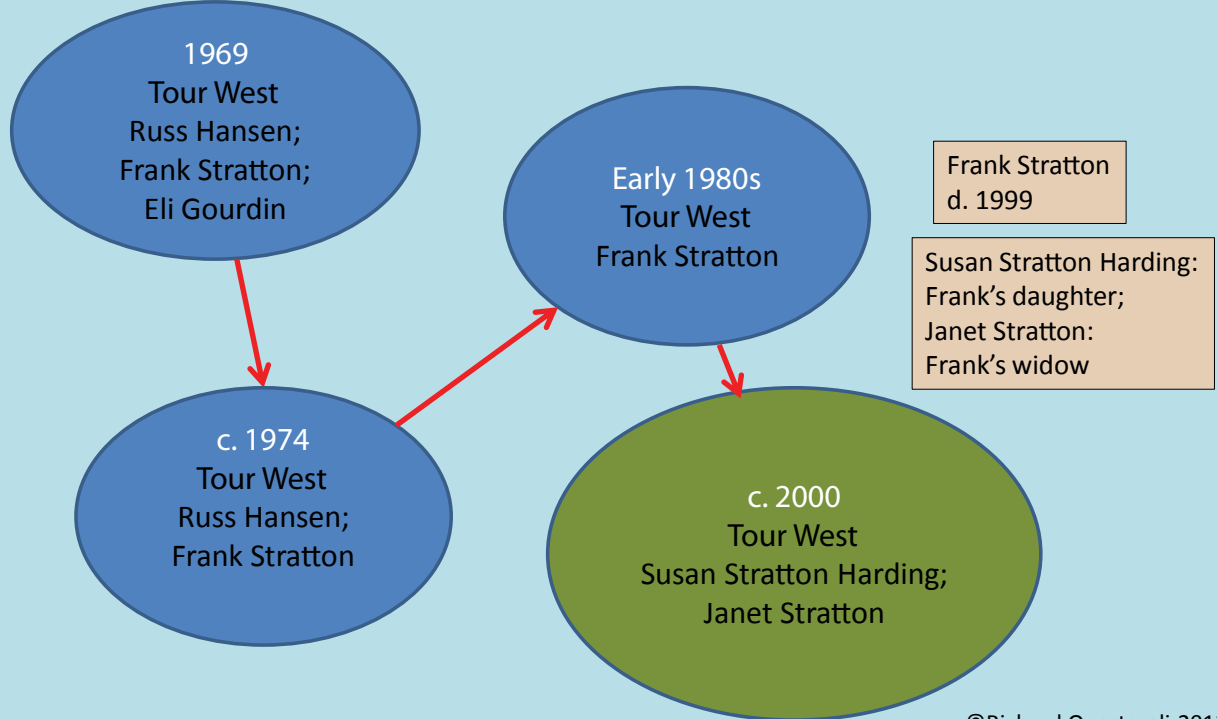 1969
Tour West
Russ Hansen;
Frank Stratton;
Eli Gourdin
c. 1974
Tour West
Russ Hansen;
Frank Stratton
Early 1980s
Tour West
Frank Stratton
c. 2000
Tour West
Susan Stratton Harding;
Janet Stratton
Frank Stratton
d. 1999
Susan Stratton Harding:
Frank’s daughter;
Janet Stratton:
Frank’s widow